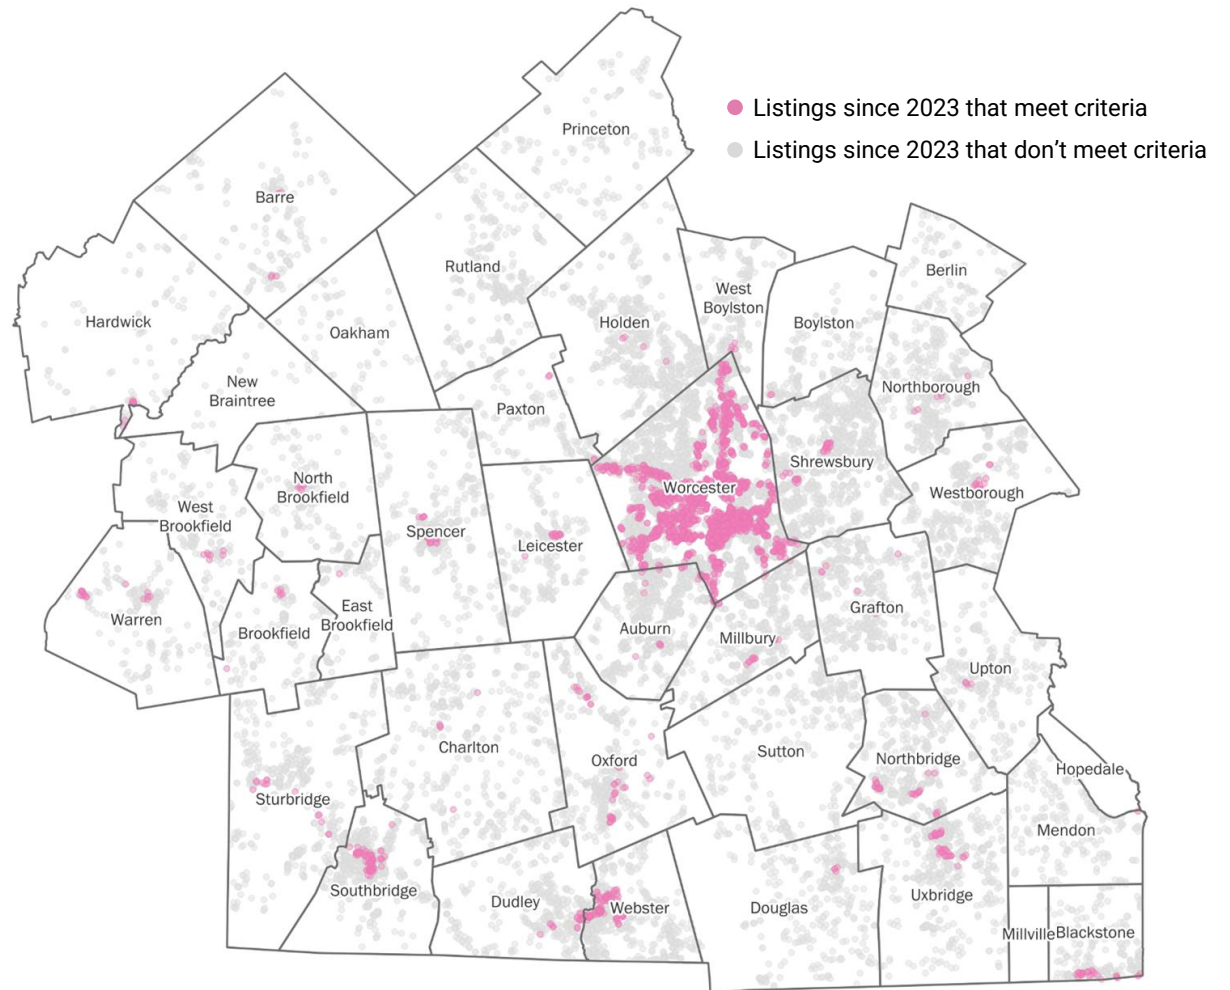 Listings since 2023 that meet criteria
Listings since 2023 that don’t meet criteria
Princeton
Barre
Rutland
Berlin
West
Boylston
Hardwick
Oakham
Holden
Boylston
New
Braintree
Paxton
Northborough
North
Brookfield
Worcester
Shrewsbury
Westborough
West
Brookfield
Spencer
Leicester
Warren
Brookfield
East
Brookfield
Auburn
Millbury
Grafton
Upton
Charlton
Oxford
Sutton
Northbridge
Hopedale
Sturbridge
Mendon
Southbridge
Dudley
Webster
Douglas
Uxbridge
Millville
Blackstone